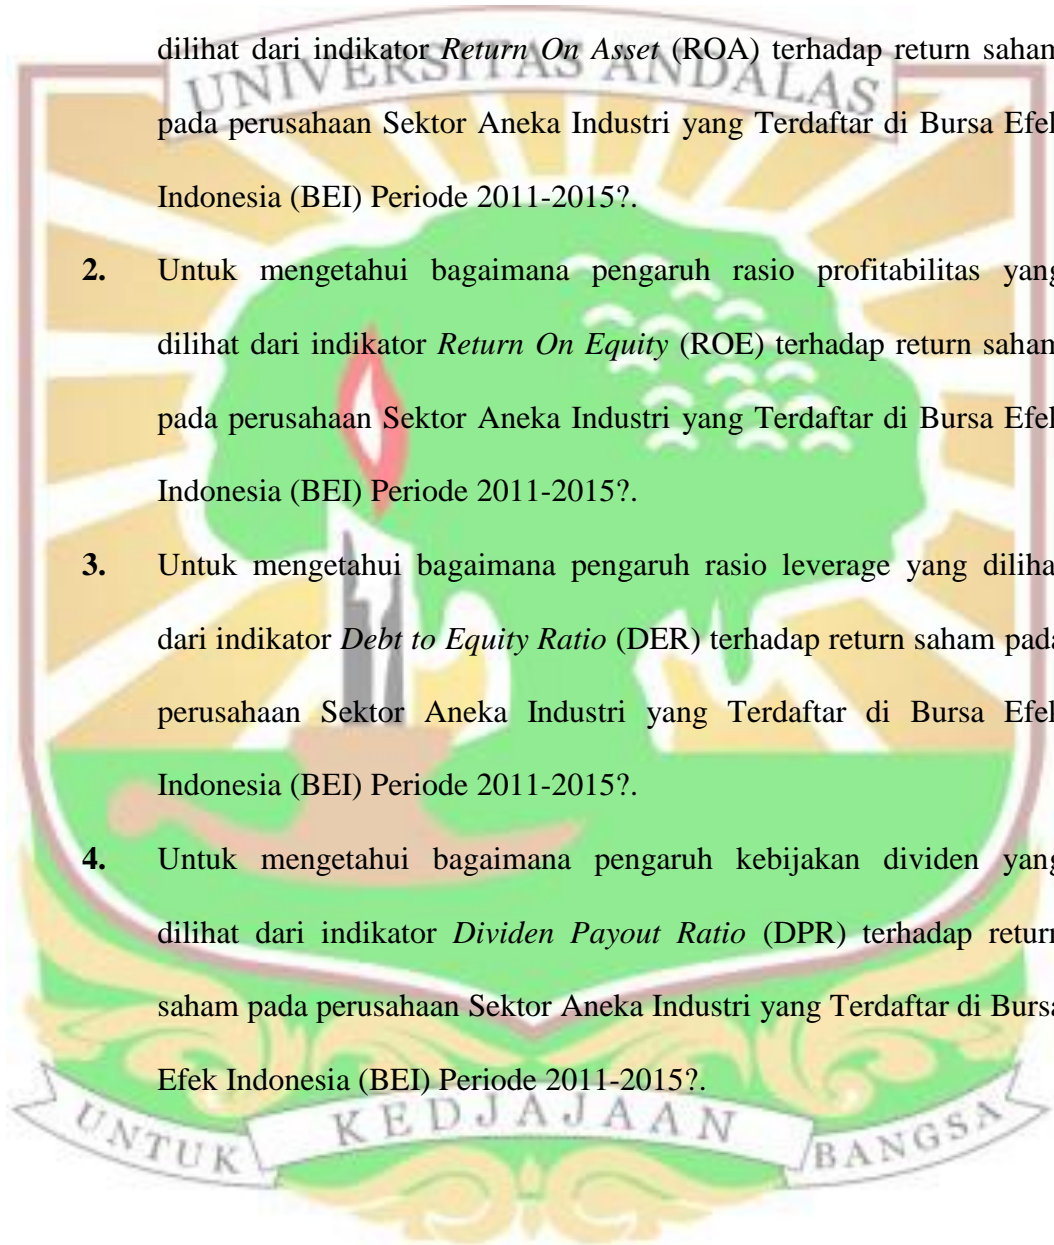 dilihat dari indikator Return On Asset (ROA) terhadap return saham
UNIVERSITAS ANDALAS
pada perusahaan Sektor Aneka Industri yang Terdaftar di Bursa Efek
Indonesia (BEI) Periode 2011-2015?.
2. Untuk mengetahui bagaimana pengaruh rasio profitabilitas yang
dilihat dari indikator Return On Equity (ROE) terhadap return saham
pada perusahaan Sektor Aneka Industri yang Terdaftar di Bursa Efek
Indonesia (BEI) Periode 2011-2015?.
3. Untuk mengetahui bagaimana pengaruh rasio leverage yang dilihat
dari indikator Debt to Equity Ratio (DER) terhadap return saham pada
perusahaan Sektor Aneka Industri yang Terdaftar di Bursa Efek
Indonesia (BEI) Periode 2011-2015?.
4. Untuk mengetahui bagaimana pengaruh kebijakan dividen yang
dilihat dari indikator Dividen Payout Ratio (DPR) terhadap return
saham pada perusahaan Sektor Aneka Industri yang Terdaftar di Bursa
Efek Indonesia (BEI) Periode 2011-2015?.
UNTUK KEDJAJAAN BANGSA